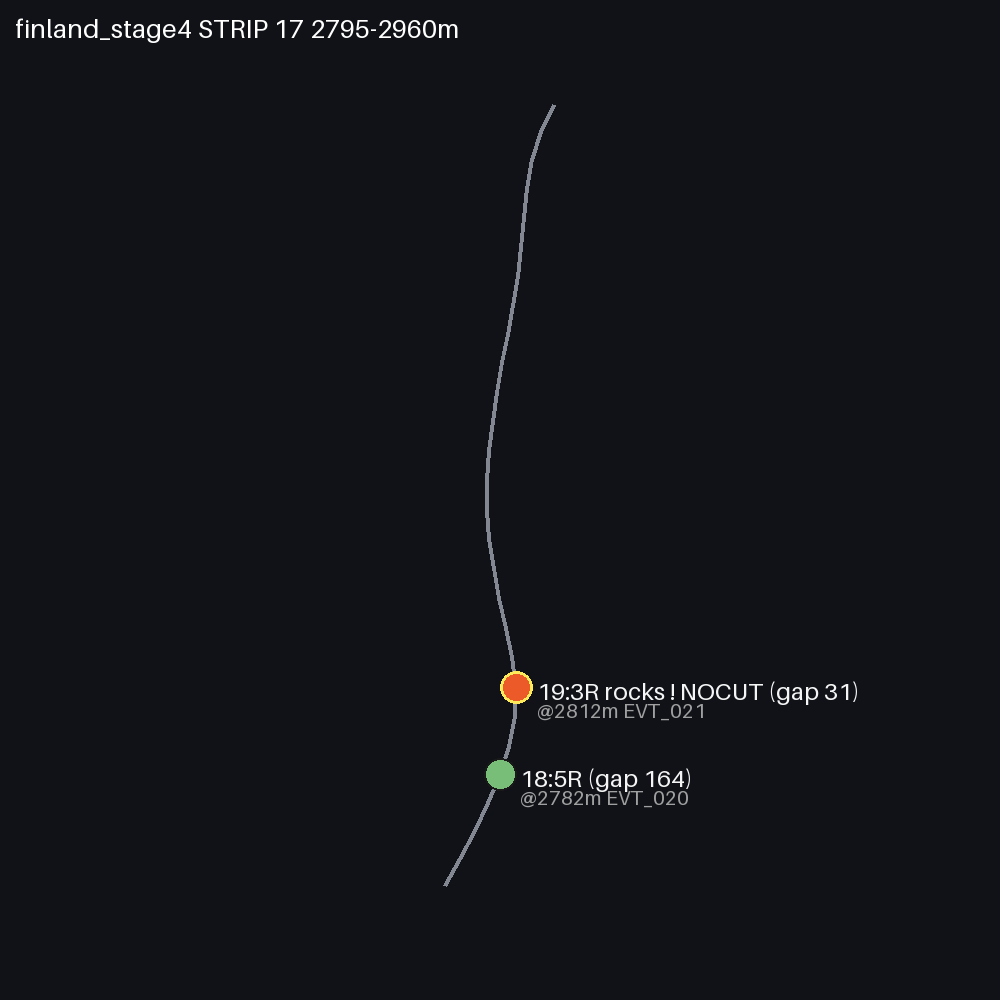 finland_stage4 STRIP 17 2795-2960m
19:3R rocks ! NOCUT (gap 31)
@2812m EVT_021
18:5R (gap 164)
@2782m EVT_020